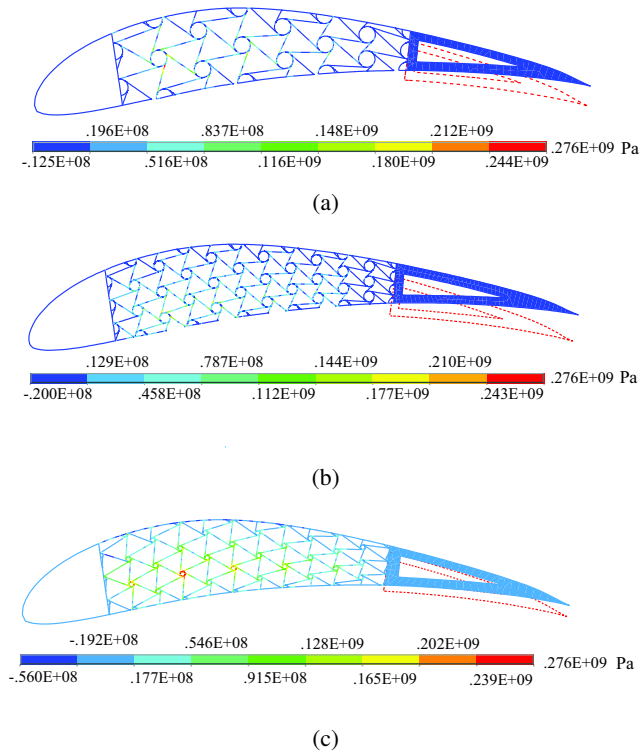 .196E+08 .837E+08 .148E+09 .212E+09
-.125E+08 .516E+08 .116E+09 .180E+09 .244E+09 .276E+09 Pa
(a)
.129E+08 .787E+08 .144E+09 .210E+09
-.200E+08 .458E+08 .112E+09 .177E+09 .243E+09 .276E+09 Pa
(b)
-.192E+08 .546E+08 .128E+09 .202E+09
-.560E+08 .177E+08 .915E+08 .165E+09 .239E+09 .276E+09 Pa
(c)